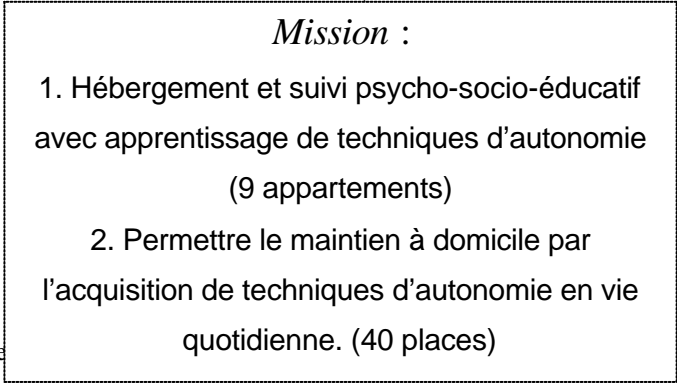 Mission :
1. Hébergement et suivi psycho-socio-éducatif
avec apprentissage de techniques d’autonomie
(9 appartements)
2. Permettre le maintien à domicile par
l’acquisition de techniques d’autonomie en vie
quotidienne. (40 places)